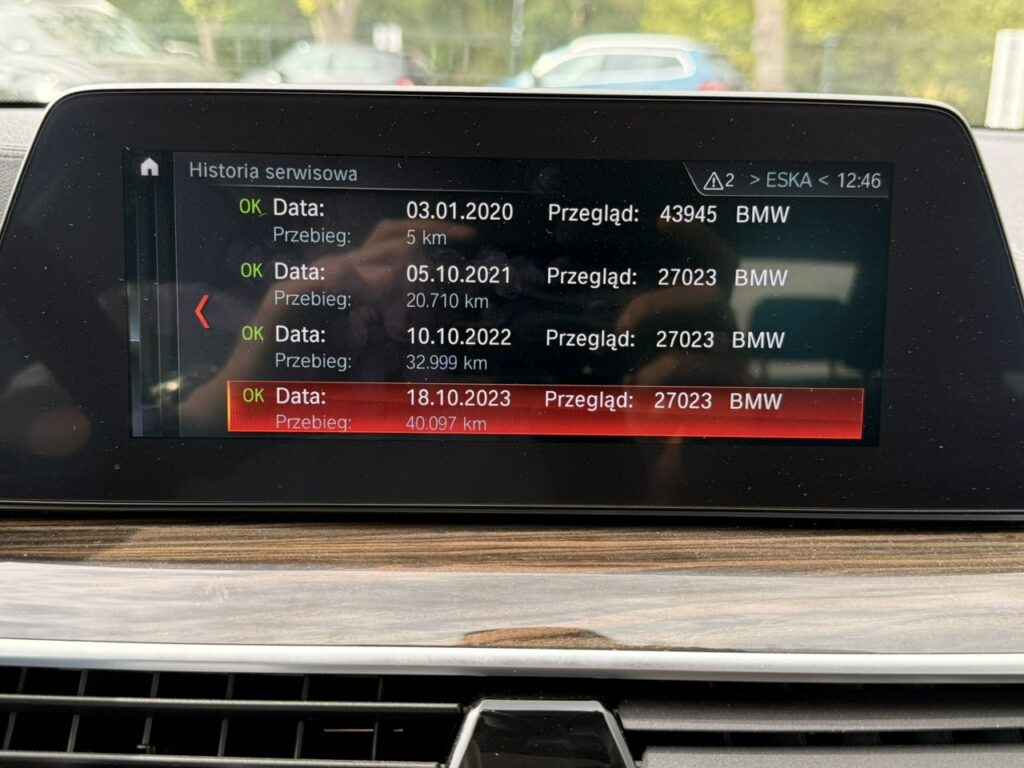 Historia serwisowa
2 > ESKA < 12:46
OK Data: 03.01.2020 Przegląd: 43945 BMW
Przebieg: 5 km
OK Data: 05.10.2021 Przegląd: 27023 BMW
Przebieg: 20.710 km
OK Data: 10.10.2022 Przegląd: 27023 BMW
Przebieg: 32.999 km
OK Data: 18.10.2023 Przegląd: 27023 BMW
Przebieg: 40.097 km